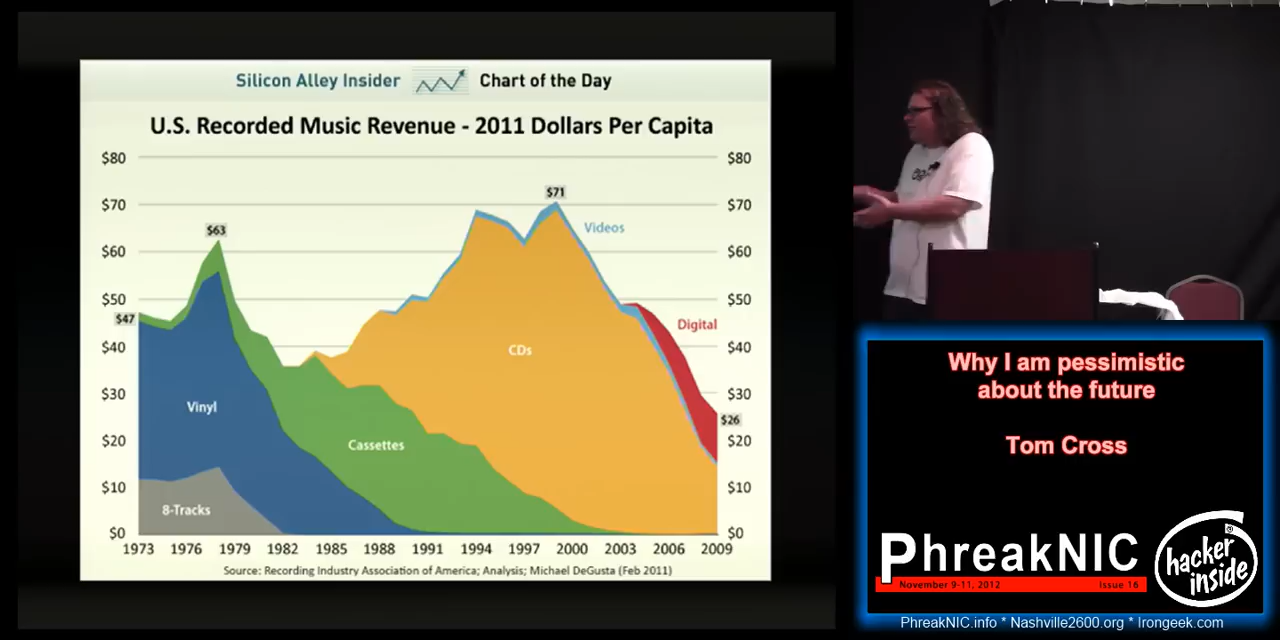 Silicon Alley Insider Chart of the Day
U.S. Recorded Music Revenue - 2011 Dollars Per Capita
$80 $80
$71
$70 $70
Videos
$63
$60 $60
$50 $50
$47
Digital
$40 $40
CDs
$30 $30
Vinyl
$26
$20 $20
Cassettes
$10 $10
8-Tracks
$0 $0
1973 1976 1979 1982 1985 1988 1991 1994 1997 2000 2003 2006 2009
Source: Recording Industry Association of America; Analysis; Michael DeGusta (Feb 2011)
Why I am pessimistic
about the future
Tom Cross
PhreakNIC
November 9-11, 2012 Issue 16
hacker
inside
PhreakNIC.info * Nashville2600.org * Irongeek.com